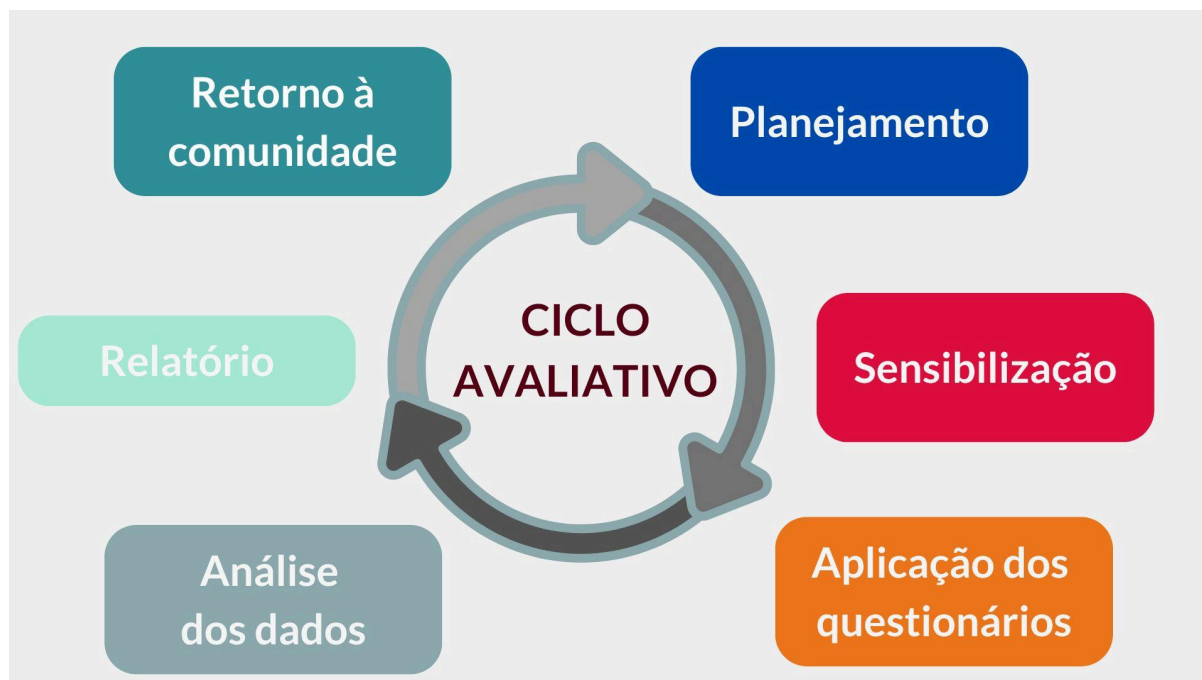 Retorno à
comunidade
Planejamento
CICLO
AVALIATIVO
Relatório
Sensibilização
Análise
dos dados
Aplicação dos
questionários